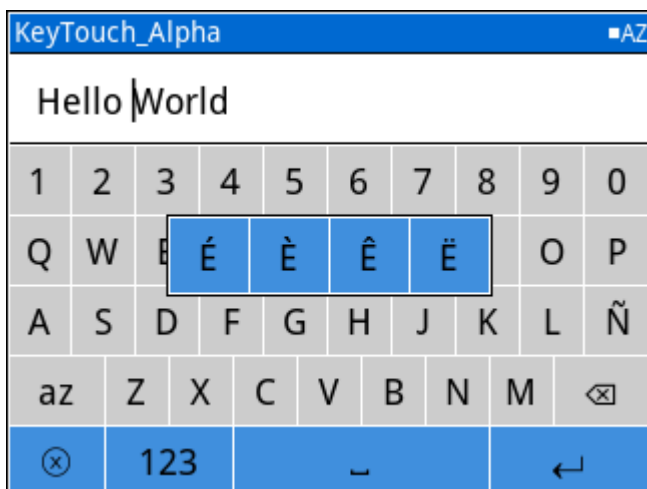 KeyTouch_Alpha ■AZ
Hello World
1 2 3 4 5 6 7 8 9 0
Q W E É È Ê Ë O P
A S D F G H J K L Ñ
az Z X C V B N M
123